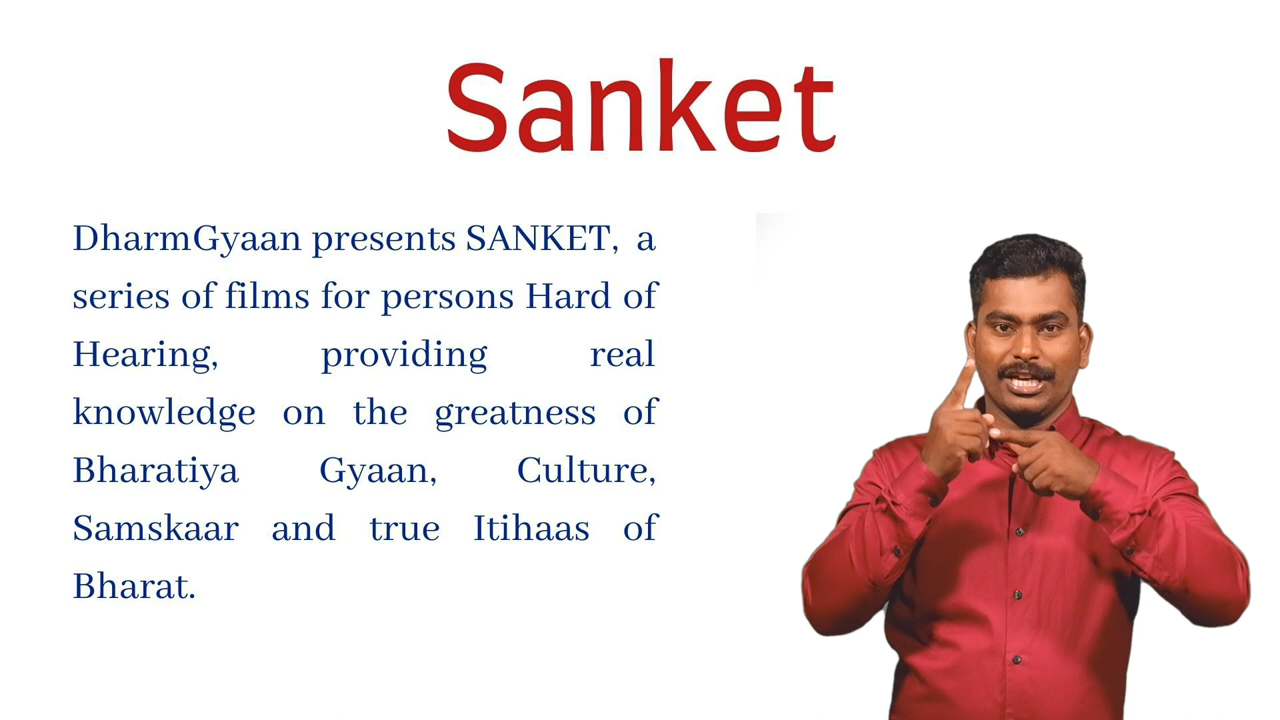 Sanket
DharmGyaan presents SANKET, a
series of films for persons Hard of
Hearing, providing real
knowledge on the greatness of
Bharatiya Gyaan, Culture,
Samskaar and true Itihaas of
Bharat.